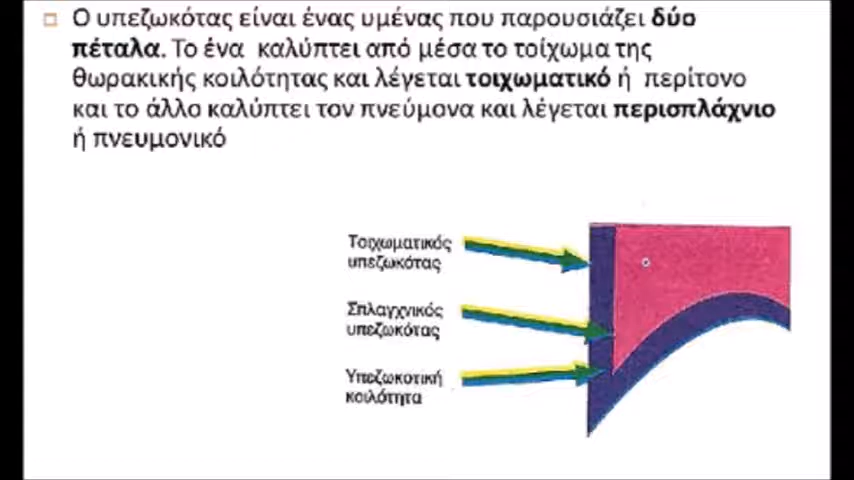 Ο υπεζωκότας είναι ένας υμένας που παρουσιάζει δύο
πέταλα. Το ένα καλύπτει από μέσα το τοίχωμα της
θωρακικής κοιλότητας και λέγεται τοιχωματικό ή περίτονο
και το άλλο καλύπτει τον πνεύμονα και λέγεται περισπλάχνιο
ή πνευμονικό
Τοιχωματικός
υπεζωκότας
Σπλαγχνικός
υπεζωκότας
Υπεζωκοτική
κοιλότητα